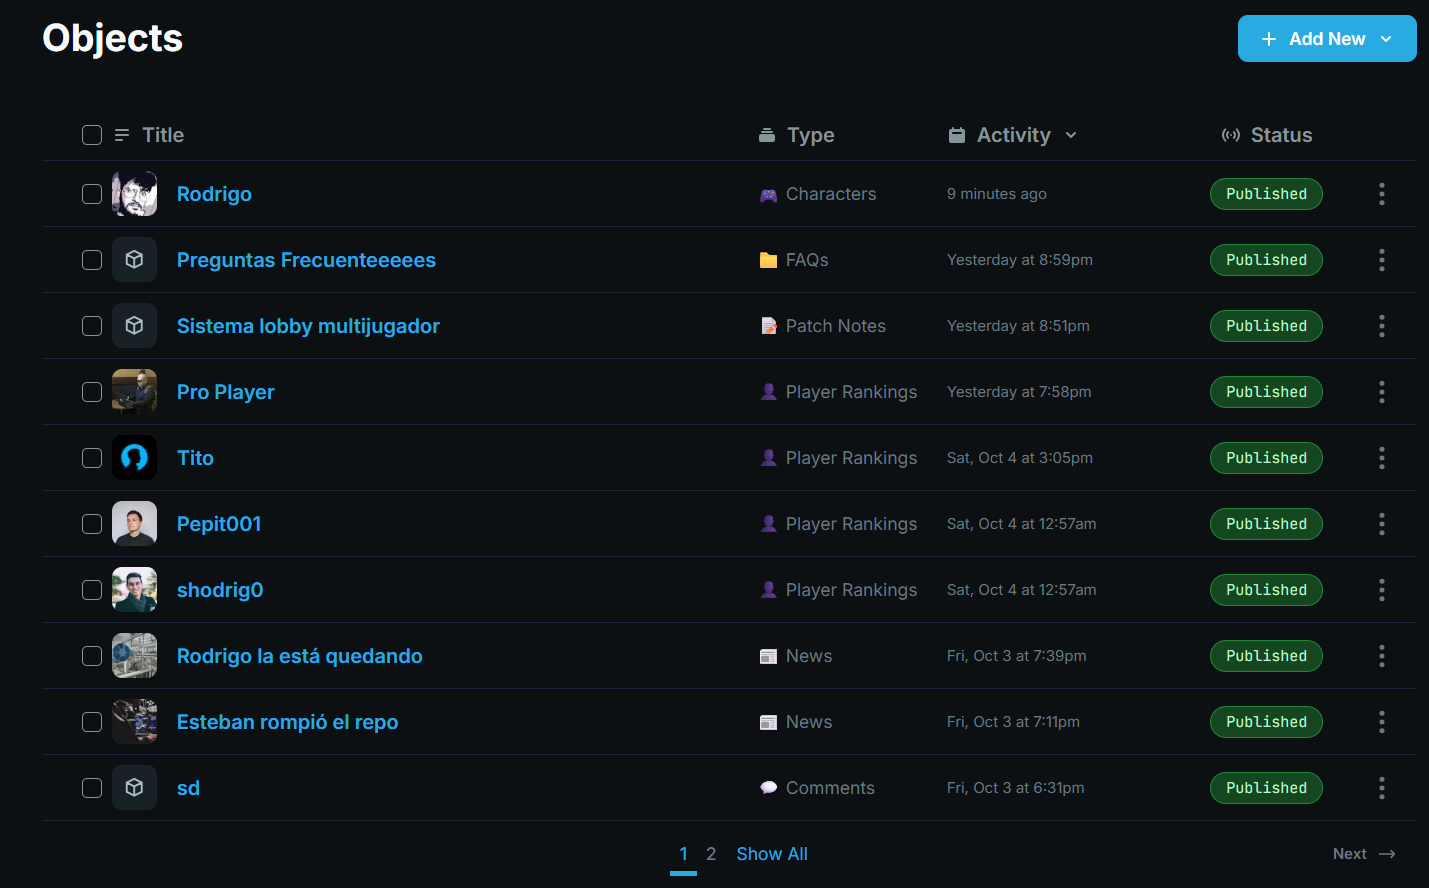 Objects
Add New
Title Type Activity Status
Rodrigo Characters 9 minutes ago Published
Preguntas Frecuenteeeees FAQs Yesterday at 8:59pm Published
Sistema lobby multijugador Patch Notes Yesterday at 8:51pm Published
Pro Player Player Rankings Yesterday at 7:58pm Published
Tito Player Rankings Sat, Oct 4 at 3:05pm Published
Pepit001 Player Rankings Sat, Oct 4 at 12:57am Published
shodrig0 Player Rankings Sat, Oct 4 at 12:57am Published
Rodrigo la está quedando News Fri, Oct 3 at 7:39pm Published
Esteban rompió el repo News Fri, Oct 3 at 7:11pm Published
sd Comments Fri, Oct 3 at 6:31pm Published
1 2 Show All Next